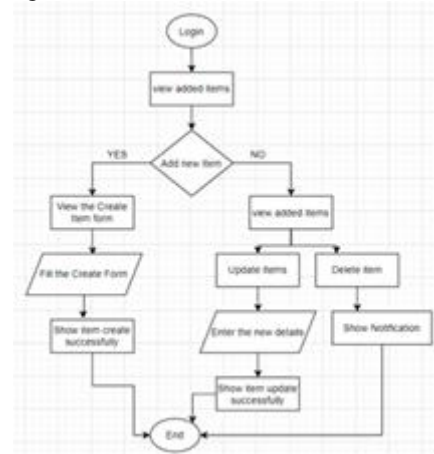 Login
view added items
Add new Item
YES
NO
View the Create
Item form
view added items
Fill the Create Form
Update items
Delete item
Show item create
successfully
Enter the new details
Show Notification
Show item update
successfully
End